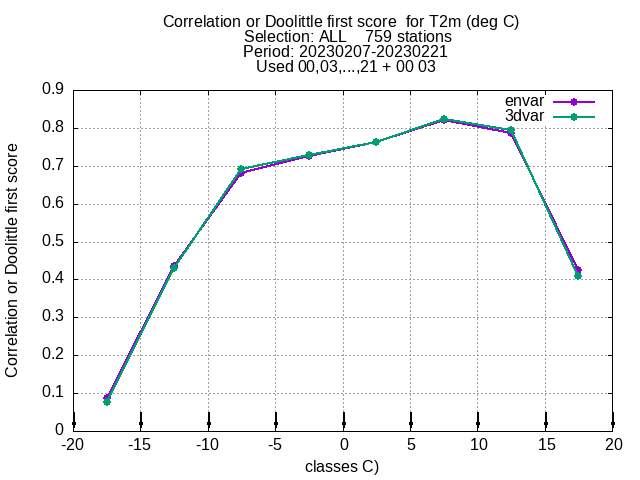 Correlation or Doolittle first score  for T2m (deg C)
Selection: ALL    759 stations
Period: 20230207-20230221
Used 00,03,...,21 + 00 03
envar
3dvar
Correlation or Doolittle first score
0.9
0.8
0.7
0.6
0.5
0.4
0.3
0.2
0.1
0
-20 -15 -10 -5 0 5 10 15 20
classes C)